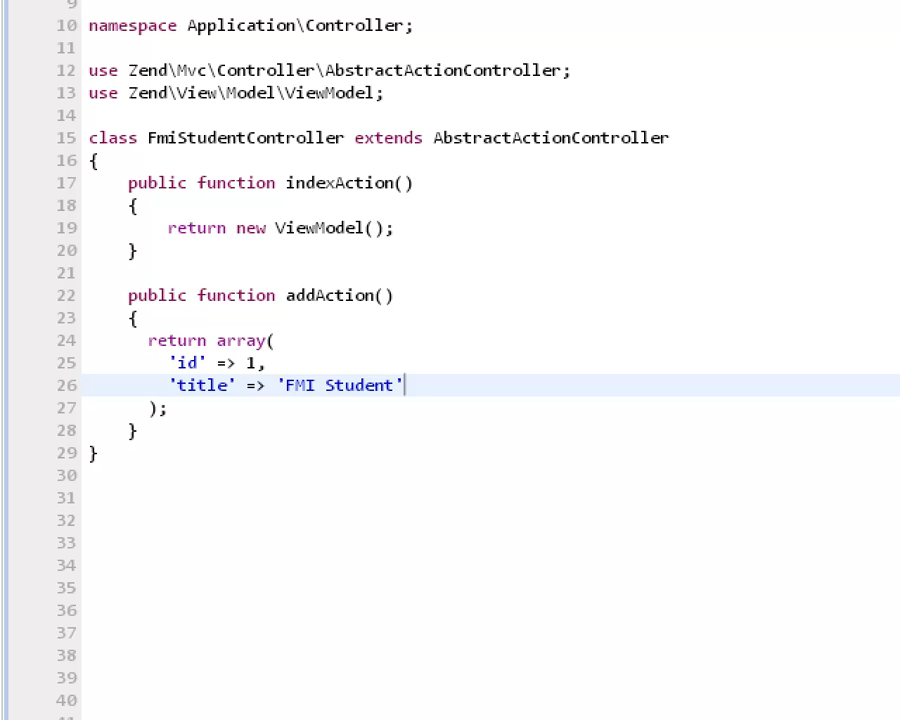 9
10 namespace Application\Controller;
11
12 use Zend\Mvc\Controller\AbstractActionController;
13 use Zend\View\Model\ViewModel;
14
15 class FmiStudentController extends AbstractActionController
16 {
17     public function indexAction()
18     {
19         return new ViewModel();
20     }
21
22     public function addAction()
23     {
24       return array(
25         'id' => 1,
26         'title' => 'FMI Student'
27       );
28     }
29 }
30
31
32
33
34
35
36
37
38
39
40
41